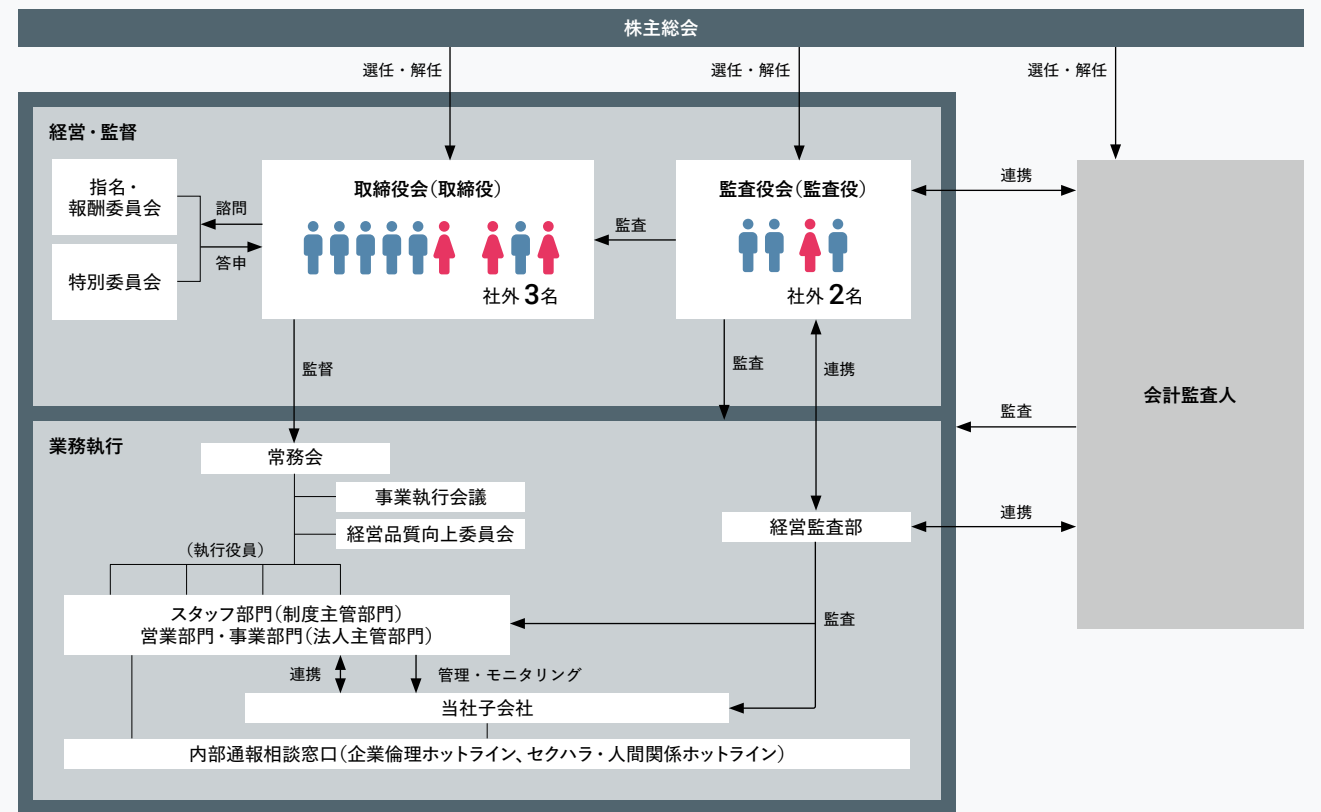 株主総会
選任・解任
選任・解任
選任・解任
経営・監督
指名・
報酬委員会
特別委員会
諮問
答申
取締役会(取締役)
社外 3名
監査
監査役会(監査役)
社外 2名
連携
監督
監査
連携
会計監査人
監査
業務執行
常務会
事業執行会議
経営品質向上委員会
(執行役員)
経営監査部
連携
スタッフ部門(制度主管部門)
営業部門・事業部門(法人主管部門)
監査
連携
管理・モニタリング
当社子会社
内部通報相談窓口(企業倫理ホットライン、セクハラ・人間関係ホットライン)